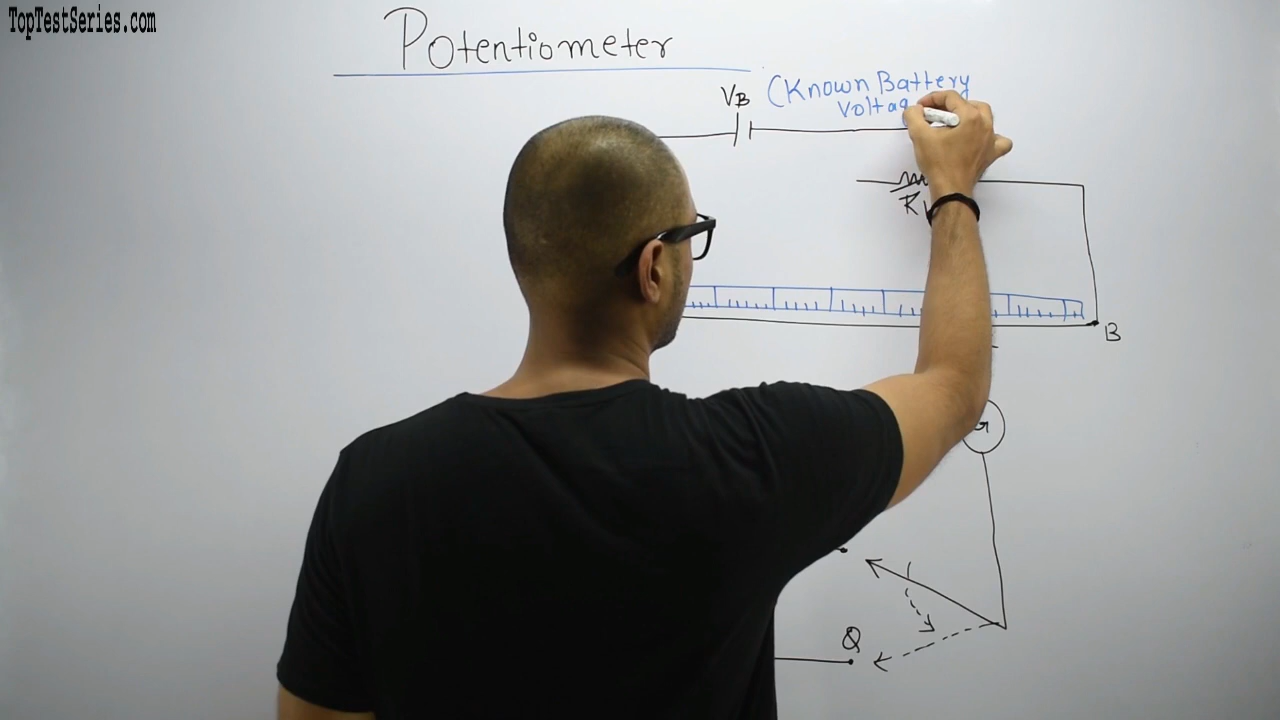 TopTestSeries.com
Potentiometer
VB (Known Battery
Voltag
R
B
G
Q